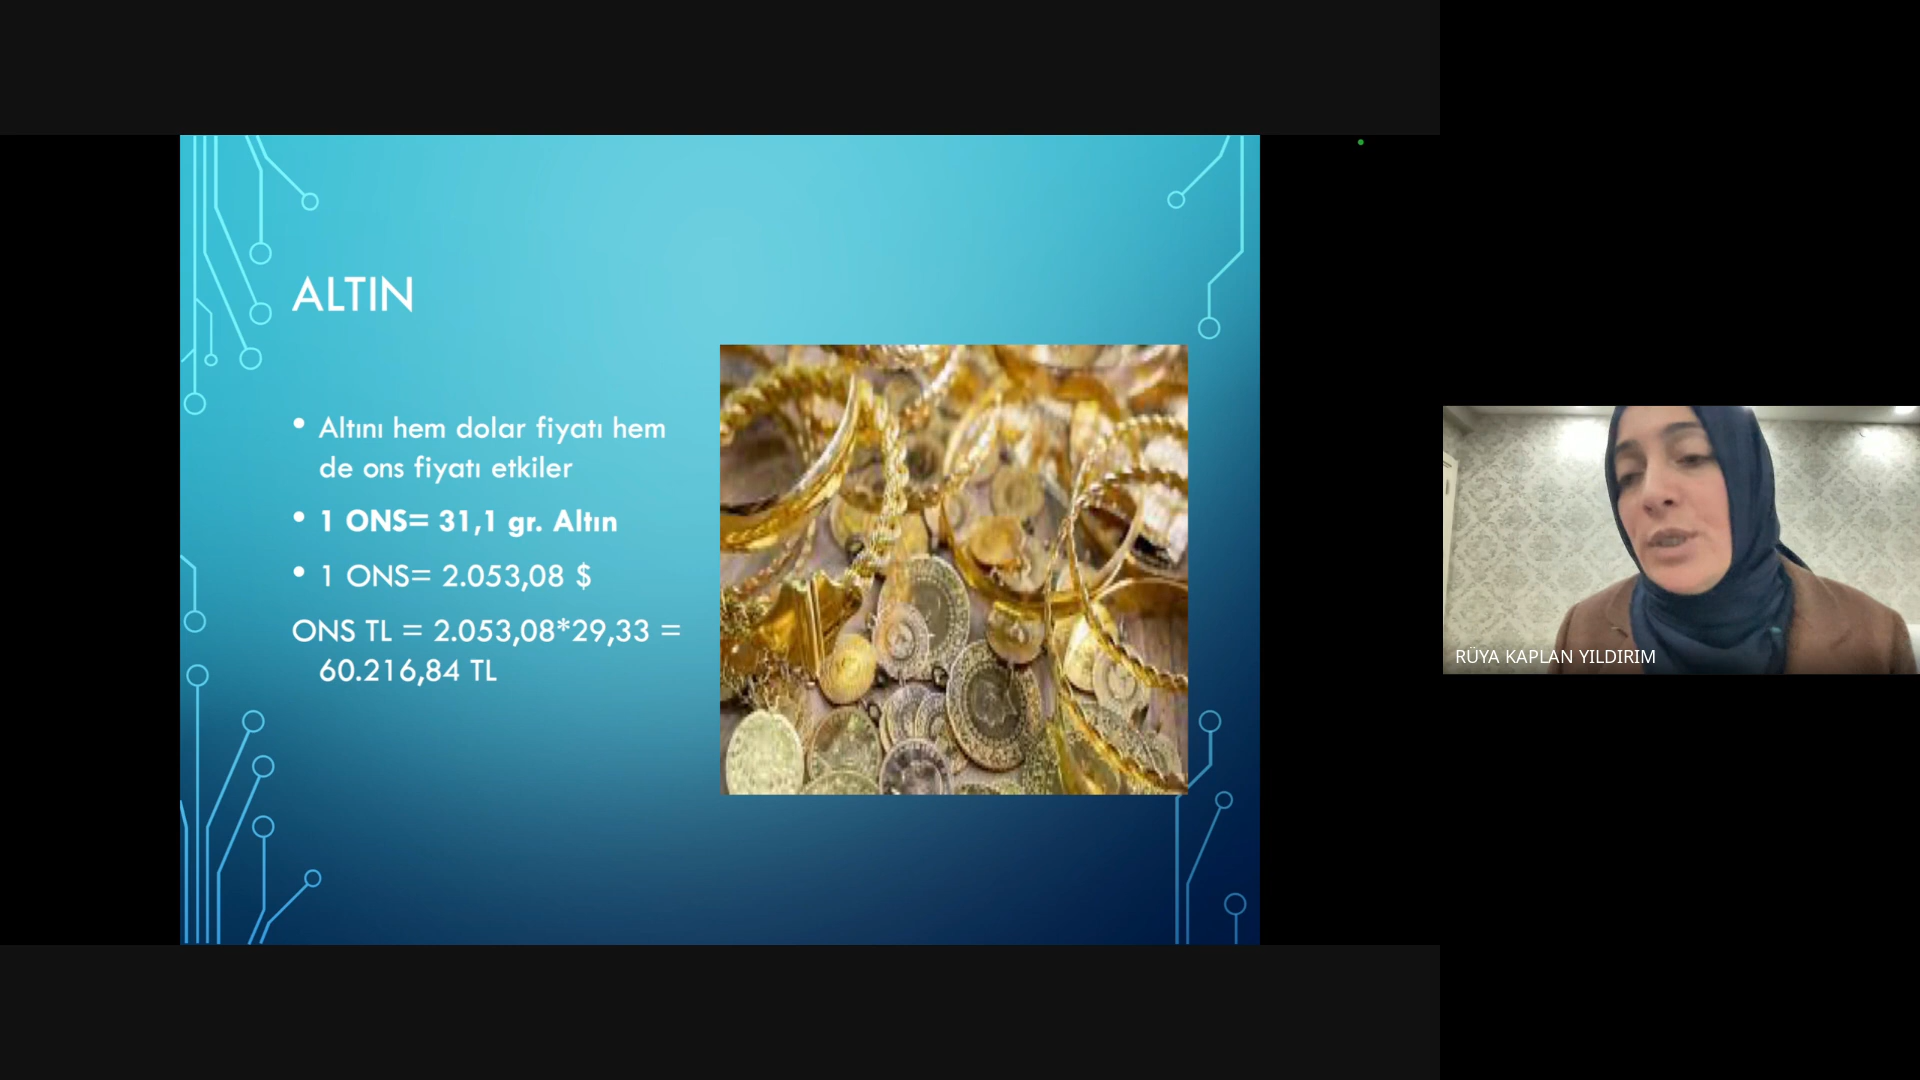 ALTIN
• Altını hem dolar fiyatı hem
de ons fiyatı etkiler
• 1 ONS= 31,1 gr. Altın
• 1 ONS= 2.053,08 $
ONS TL = 2.053,08*29,33 =
60.216,84 TL
RÜYA KAPLAN YILDIRIM